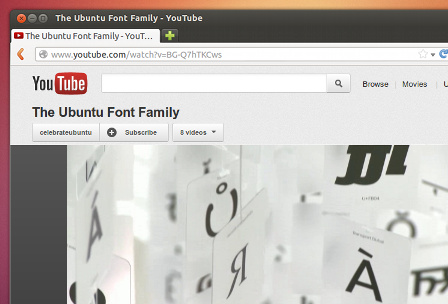 The Ubuntu Font Family - YouTube
The Ubuntu Font Family - YouT...
www.youtube.com/watch?v=BG-Q7hTKCws
YouTube
Browse | Movies | U
The Ubuntu Font Family
celebrateubuntu Subscribe 8 videos
Á
Ů
Я
Ā